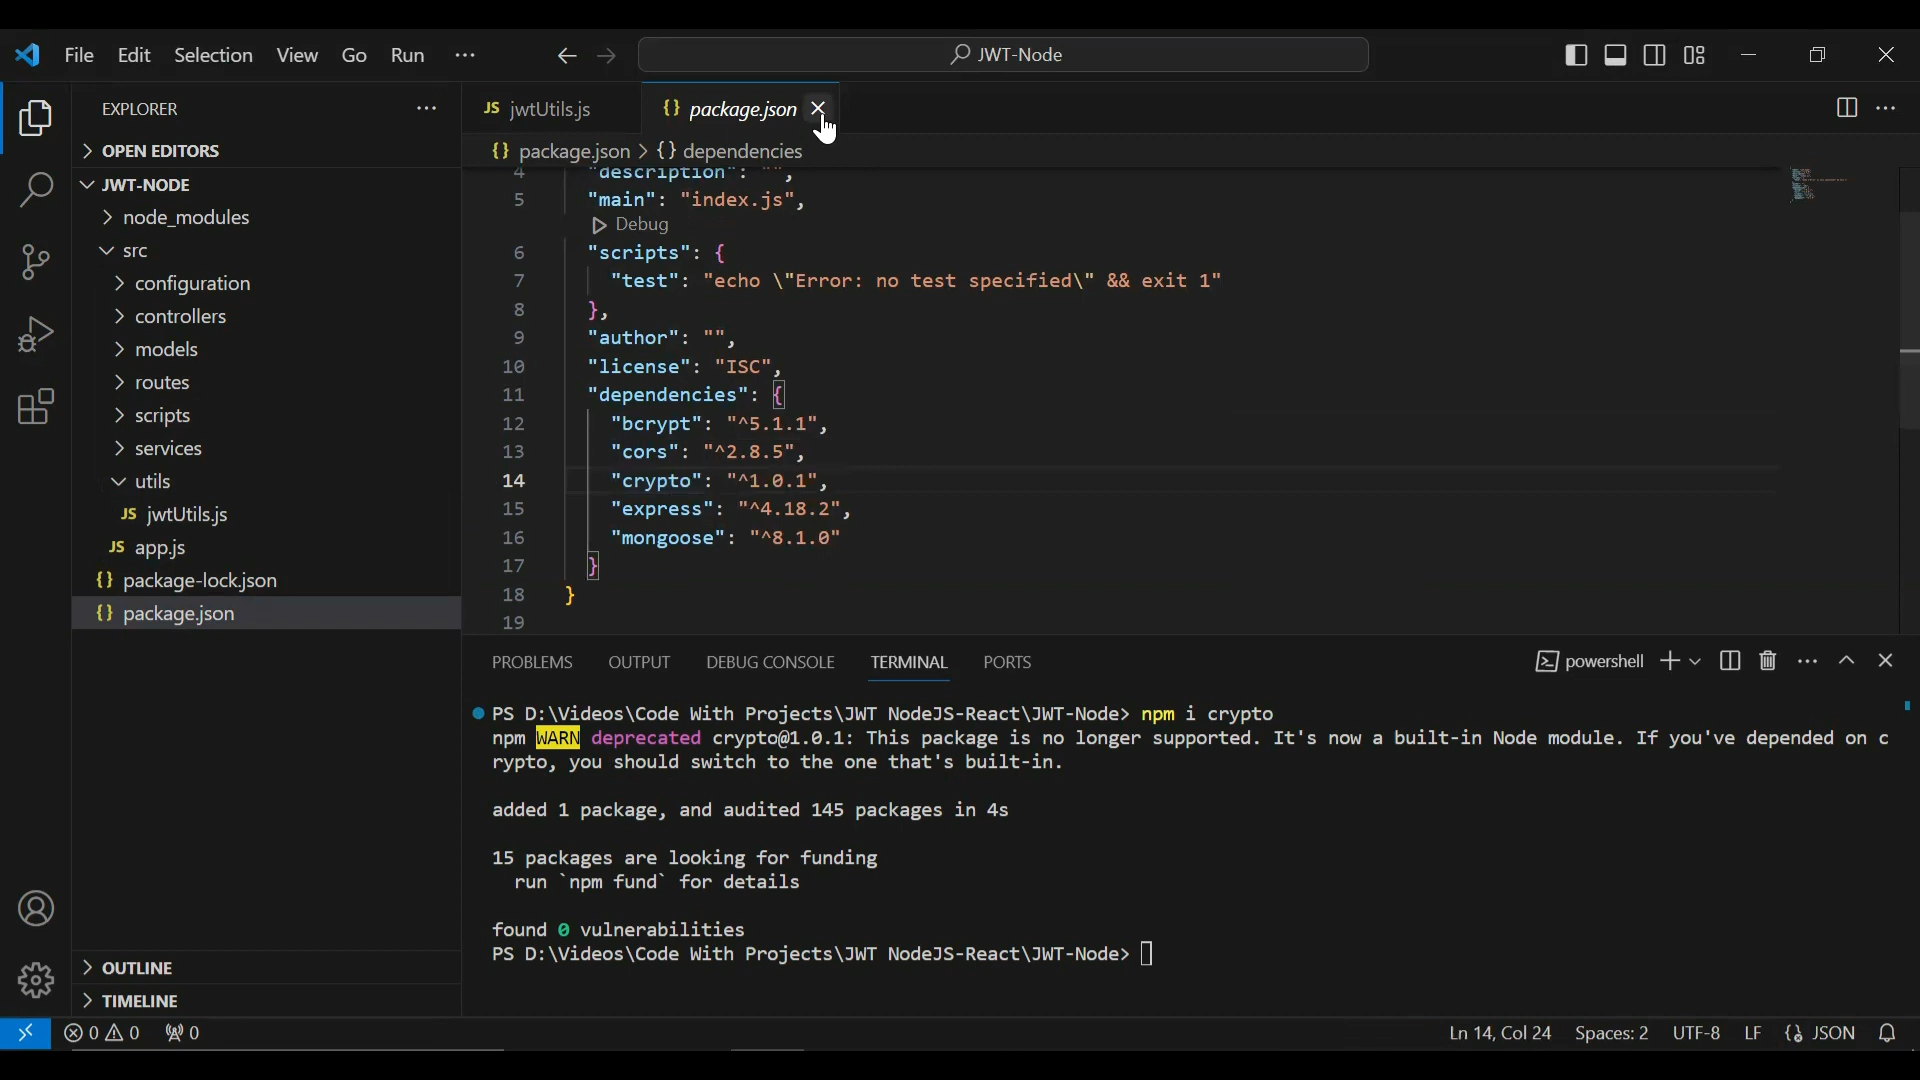 File Edit Selection View Go Run ··· JWT-Node
EXPLORER ···
OPEN EDITORS
JWT-NODE
node_modules
src
configuration
controllers
models
routes
scripts
services
utils
JS jwtUtils.js
JS app.js
{} package-lock.json
{} package.json
OUTLINE
TIMELINE
JS jwtUtils.js {} package.json
{} package.json > {} dependencies
4 "description": "",
5 "main": "index.js",
Debug
6 "scripts": {
7 "test": "echo \"Error: no test specified\" && exit 1"
8 },
9 "author": "",
10 "license": "ISC",
11 "dependencies": {
12 "bcrypt": "^5.1.1",
13 "cors": "^2.8.5",
14 "crypto": "^1.0.1",
15 "express": "^4.18.2",
16 "mongoose": "^8.1.0"
17 }
18 }
19
PROBLEMS OUTPUT DEBUG CONSOLE TERMINAL PORTS powershell
PS D:\Videos\Code With Projects\JWT NodeJS-React\JWT-Node> npm i crypto
npm WARN deprecated crypto@1.0.1: This package is no longer supported. It's now a built-in Node module. If you've depended on c
rypto, you should switch to the one that's built-in.
added 1 package, and audited 145 packages in 4s
15 packages are looking for funding
run `npm fund` for details
found 0 vulnerabilities
PS D:\Videos\Code With Projects\JWT NodeJS-React\JWT-Node>
0 0 0 Ln 14, Col 24 Spaces: 2 UTF-8 LF JSON